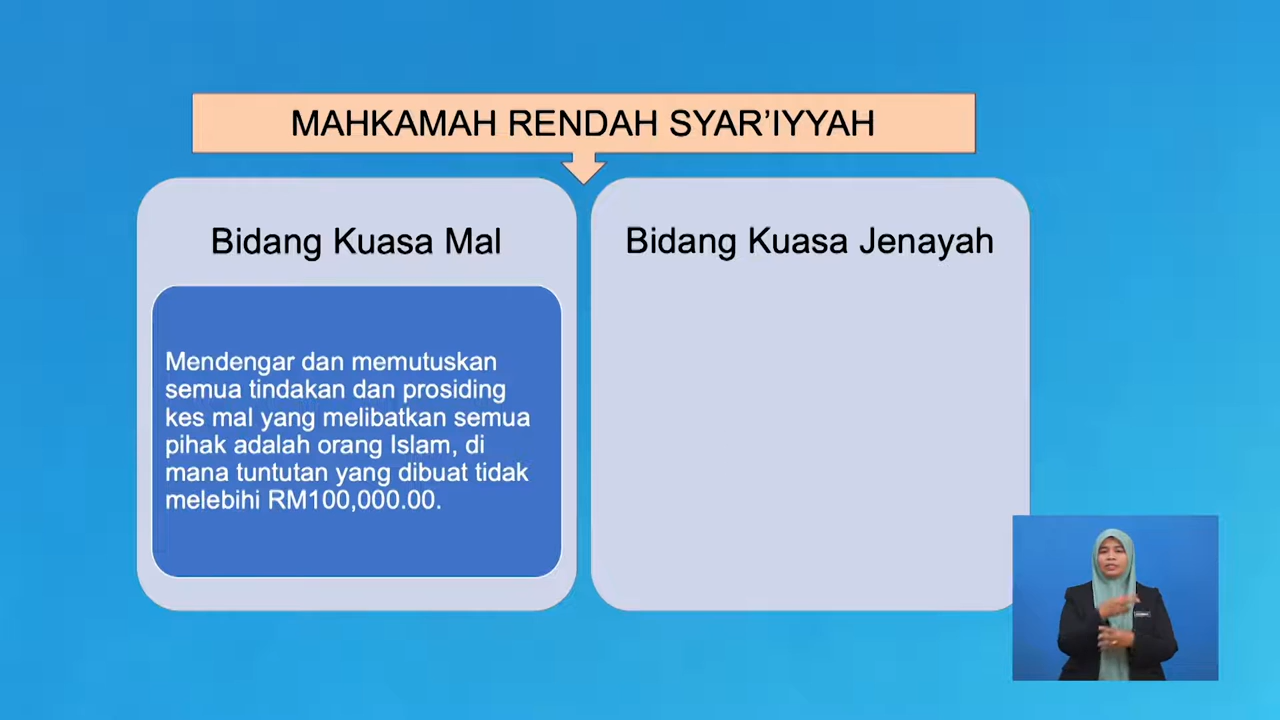 MAHKAMAH RENDAH SYAR’IYYAH
Bidang Kuasa Mal
Mendengar dan memutuskan
semua tindakan dan prosiding
kes mal yang melibatkan semua
pihak adalah orang Islam, di
mana tuntutan yang dibuat tidak
melebihi RM100,000.00.
Bidang Kuasa Jenayah